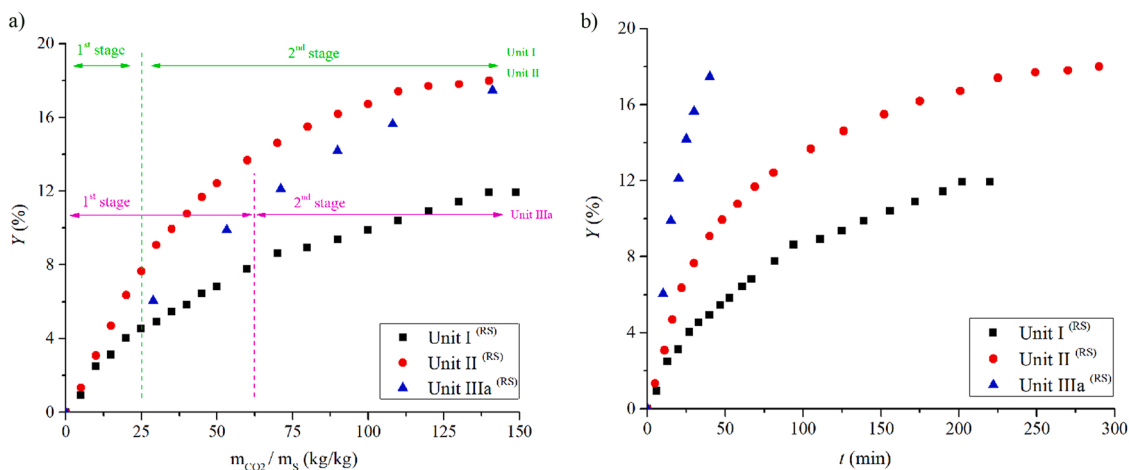 a)
20
16
12
8
4
0
Y (%)
1st stage
2nd stage
Unit I
Unit II
1st stage
2nd stage
Unit IIIa
Unit I (RS)
Unit II (RS)
Unit IIIa (RS)
0 25 50 75 100 125 150
mCO2 / mS (kg/kg)
b)
20
16
12
8
4
0
Y (%)
Unit I (RS)
Unit II (RS)
Unit IIIa (RS)
0 50 100 150 200 250 300
t (min)